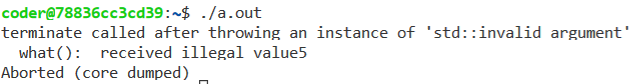 coder@78836cc3cd39:~$ ./a.out
terminate called after throwing an instance of 'std::invalid_argument'
  what():  received illegal value5
Aborted (core dumped)